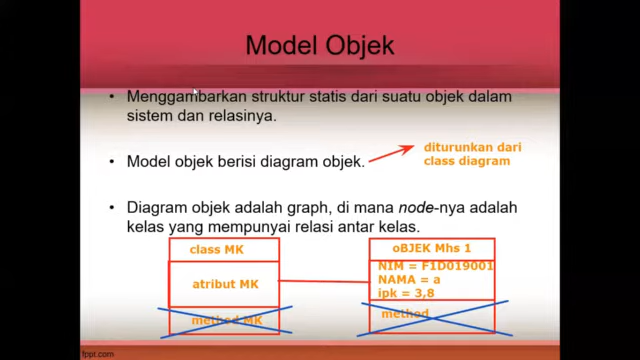 Model Objek
• Menggambarkan struktur statis dari suatu objek dalam
sistem dan relasinya.
• Model objek berisi diagram objek.
diturunkan dari
class diagram
• Diagram objek adalah graph, di mana node-nya adalah
kelas yang mempunyai relasi antar kelas.
class MK
atribut MK
method MK
oBJEK Mhs 1
NIM = F1D019001
NAMA = a
ipk = 3,8
method
fppt.com